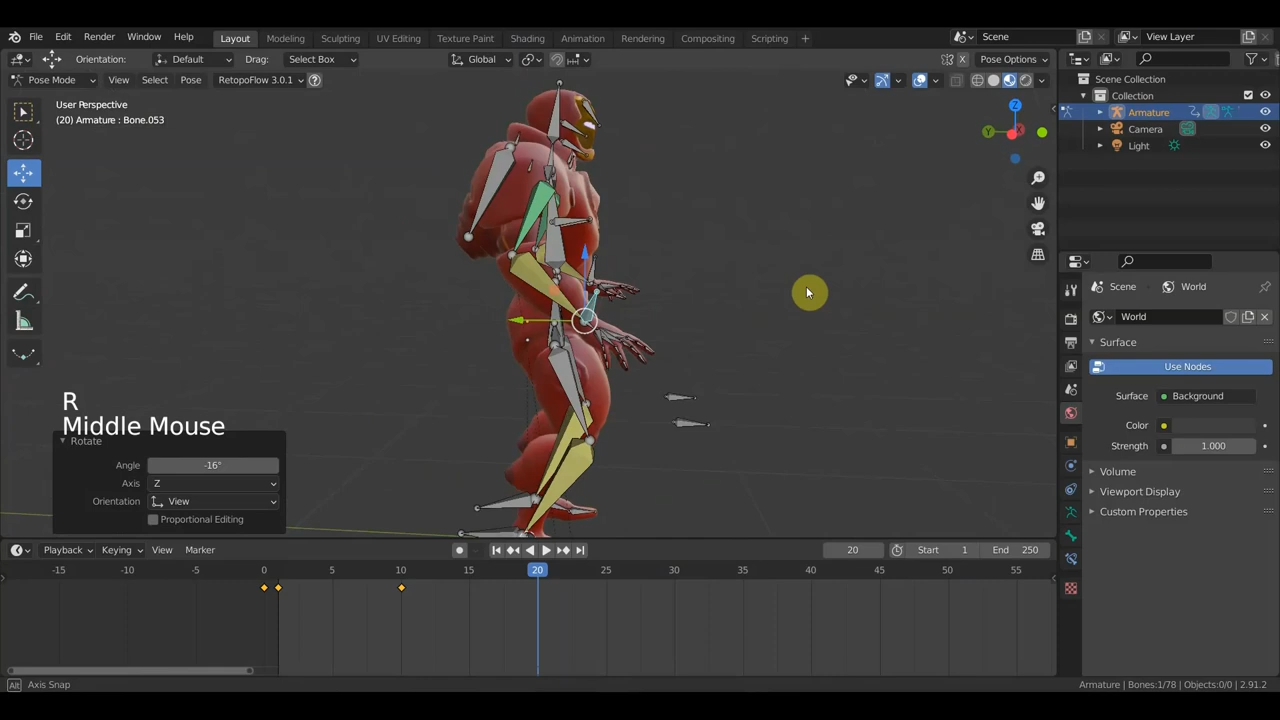 File Edit Render Window Help Layout Modeling Sculpting UV Editing Texture Paint Shading Animation Rendering Compositing Scripting + Scene View Layer
Orientation: Default Drag: Select Box Global Pose Options
Pose Mode View Select Pose RetopoFlow 3.0.1
Scene Collection
Collection
Armature
Camera
Light
User Perspective
(20) Armature : Bone.053
Z
Y
X
R
Middle Mouse
Rotate
Angle -16°
Axis Z
Orientation View
Proportional Editing
Scene World
World
Surface
Use Nodes
Surface Background
Color
Strength 1.000
Volume
Viewport Display
Custom Properties
Playback Keying View Marker 20 Start 1 End 250
-15 -10 -5 0 5 10 20 25 30 35 40 45 50 55
Alt Axis Snap Armature | Bones:1/78 | Objects:0/0 | 2.91.2